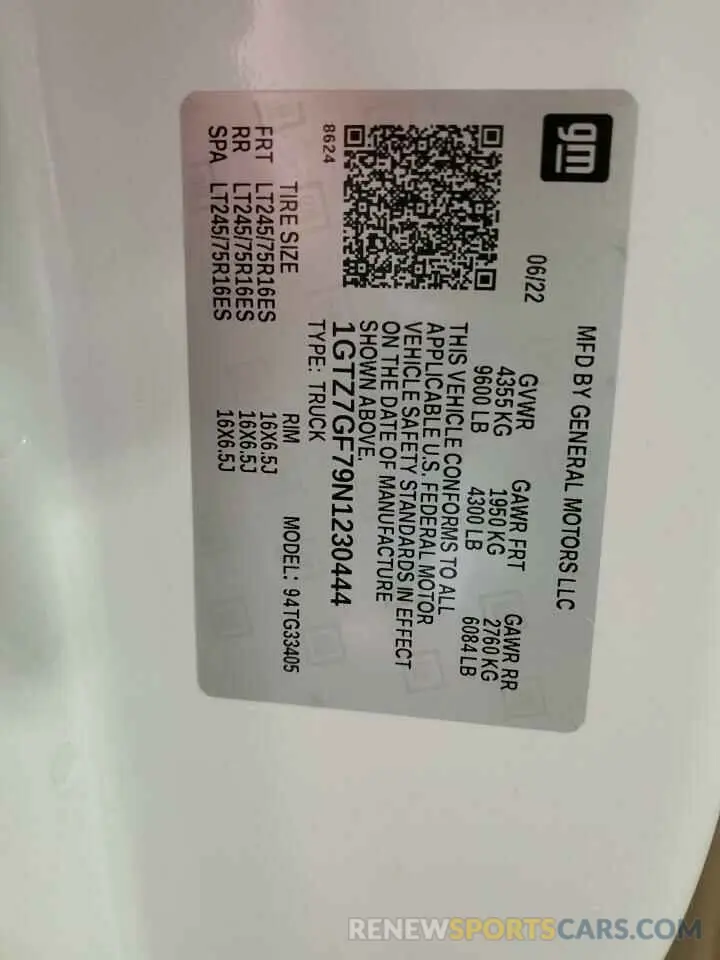 gm
MFD BY GENERAL MOTORS LLC
06/22
GVWR GAWR FRT GAWR RR
4355 KG 1950 KG 2760 KG
9600 LB 4300 LB 6084 LB
THIS VEHICLE CONFORMS TO ALL
APPLICABLE U.S. FEDERAL MOTOR
VEHICLE SAFETY STANDARDS IN EFFECT
ON THE DATE OF MANUFACTURE
SHOWN ABOVE.
1GTZ7GF79N1230444
8624
TYPE: TRUCK
MODEL: 94TG33405
TIRE SIZE RIM
FRT LT245/75R16ES 16X6.5J
RR LT245/75R16ES 16X6.5J
SPA LT245/75R16ES 16X6.5J
RENEWSPORTSCARS.COM